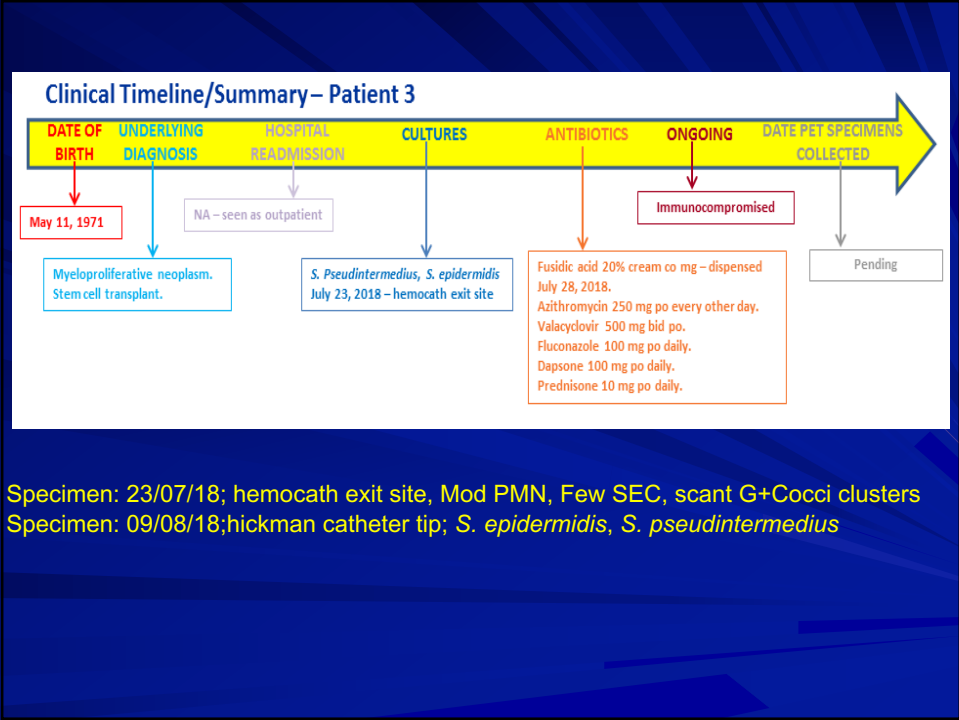 Clinical Timeline/Summary – Patient 3
DATE OF
BIRTH
UNDERLYING
DIAGNOSIS
HOSPITAL
READMISSION
CULTURES
ANTIBIOTICS
ONGOING
DATE PET SPECIMENS
COLLECTED
May 11, 1971
Myeloproliferative neoplasm.
Stem cell transplant.
NA – seen as outpatient
S. Pseudintermedius, S. epidermidis
July 23, 2018 – hemocath exit site
Fusidic acid 20% cream co mg – dispensed
July 28, 2018.
Azithromycin 250 mg po every other day.
Valacyclovir 500 mg bid po.
Fluconazole 100 mg po daily.
Dapsone 100 mg po daily.
Prednisone 10 mg po daily.
Immunocompromised
Pending
Specimen: 23/07/18; hemocath exit site, Mod PMN, Few SEC, scant G+Cocci clusters
Specimen: 09/08/18;hickman catheter tip; S. epidermidis, S. pseudintermedius